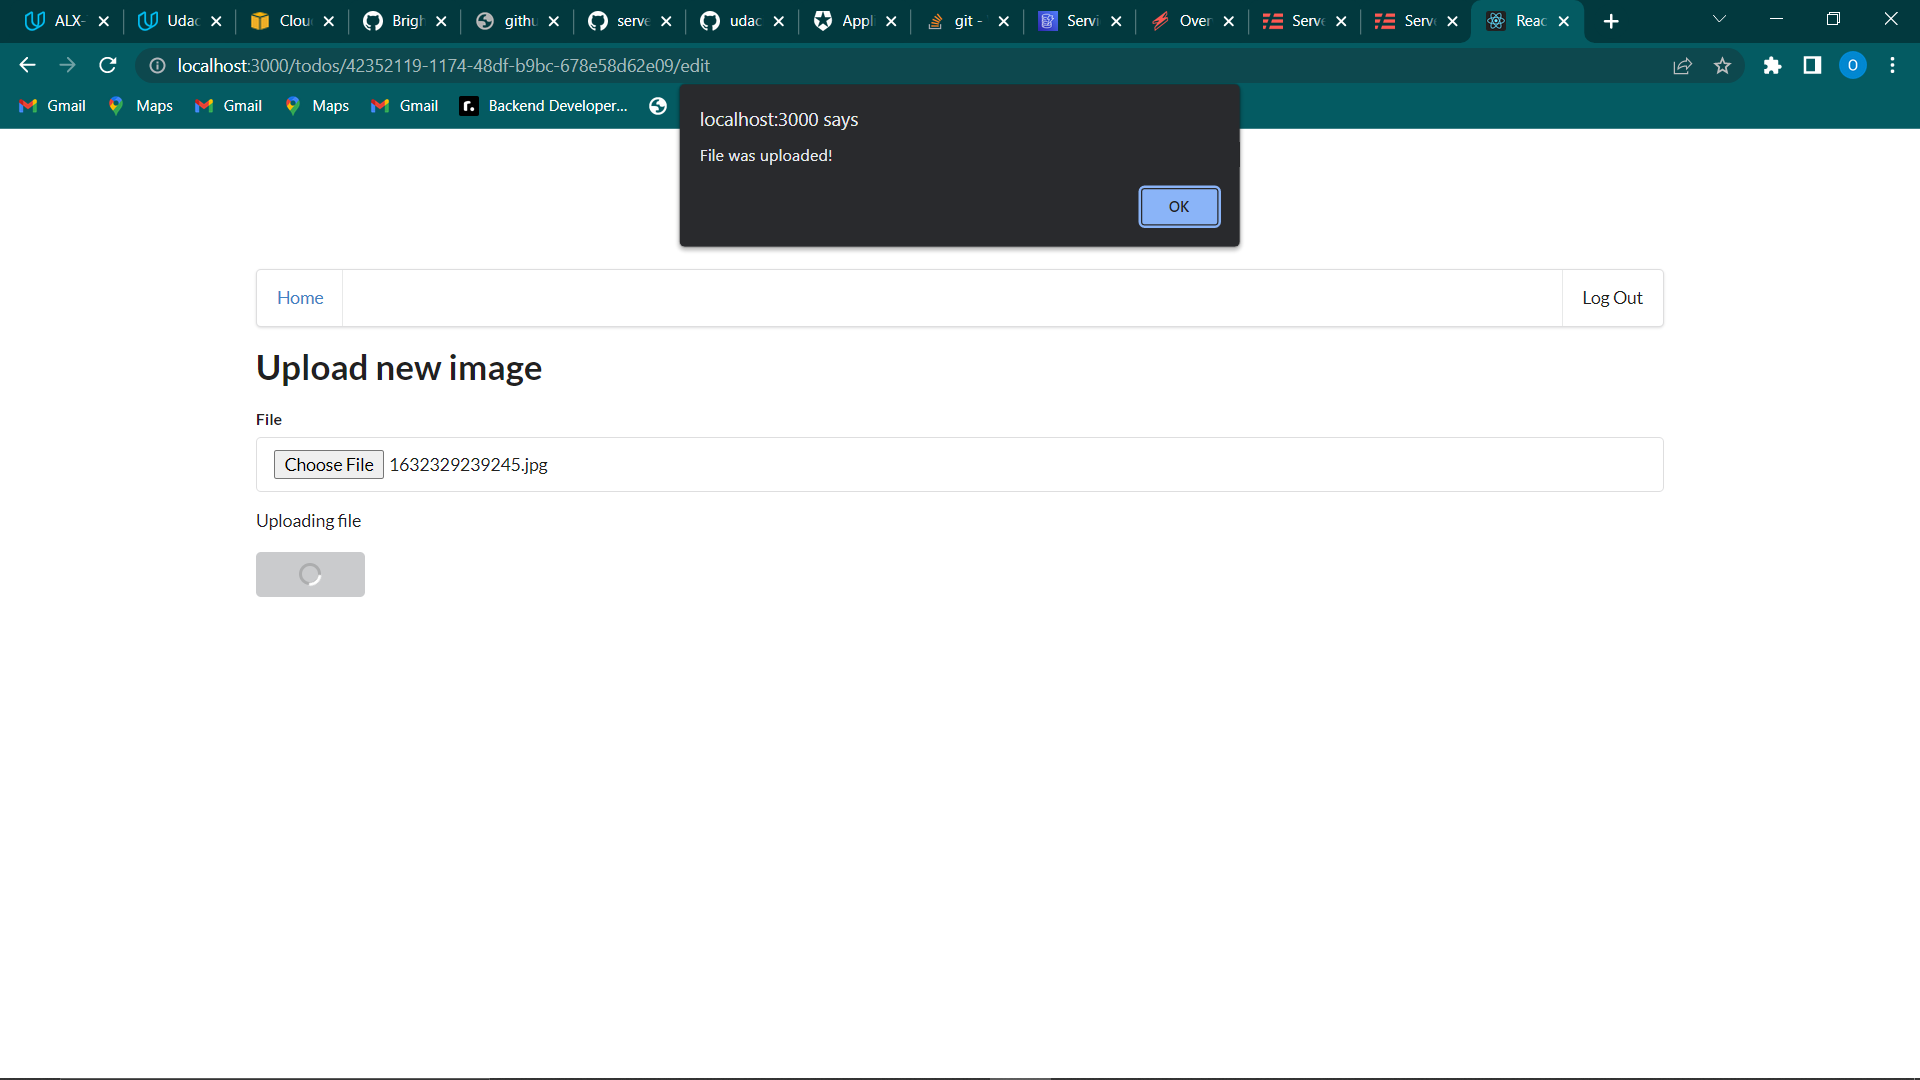 ALX- Udac Clou Brigh githu serve udac Appli git - Servi Over Serve Serve Reac
localhost:3000/todos/42352119-1174-48df-b9bc-678e58d62e09/edit
O
Gmail Maps Gmail Maps Gmail r. Backend Developer...
localhost:3000 says
File was uploaded!
OK
Home Log Out
Upload new image
File
Choose File 1632329239245.jpg
Uploading file